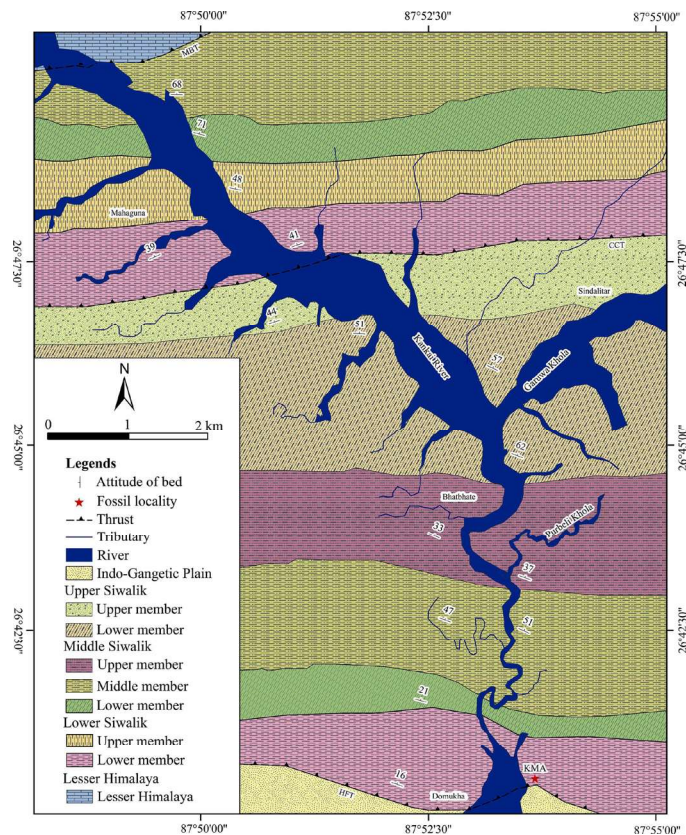 87°50'00"
87°52'30"
87°55'00"
MBT
68
71
48
Mahaguna
39
41
CCT
26°47'30"
26°47'30"
Sindalitar
44
51
Kankai River
57
Garuwa Khola
N
0 1 2 km
26°45'00"
26°45'00"
62
Legends
Attitude of bed
Fossil locality
Thrust
Tributary
River
Indo-Gangetic Plain
Upper Siwalik
Upper member
Lower member
Middle Siwalik
Upper member
Middle member
Lower member
Lower Siwalik
Upper member
Lower member
Lesser Himalaya
Lesser Himalaya
Bhatbhate
33
Purbeli Khola
37
26°42'30"
26°42'30"
47
51
21
16
KMA
HFT
Domukha
87°50'00"
87°52'30"
87°55'00"